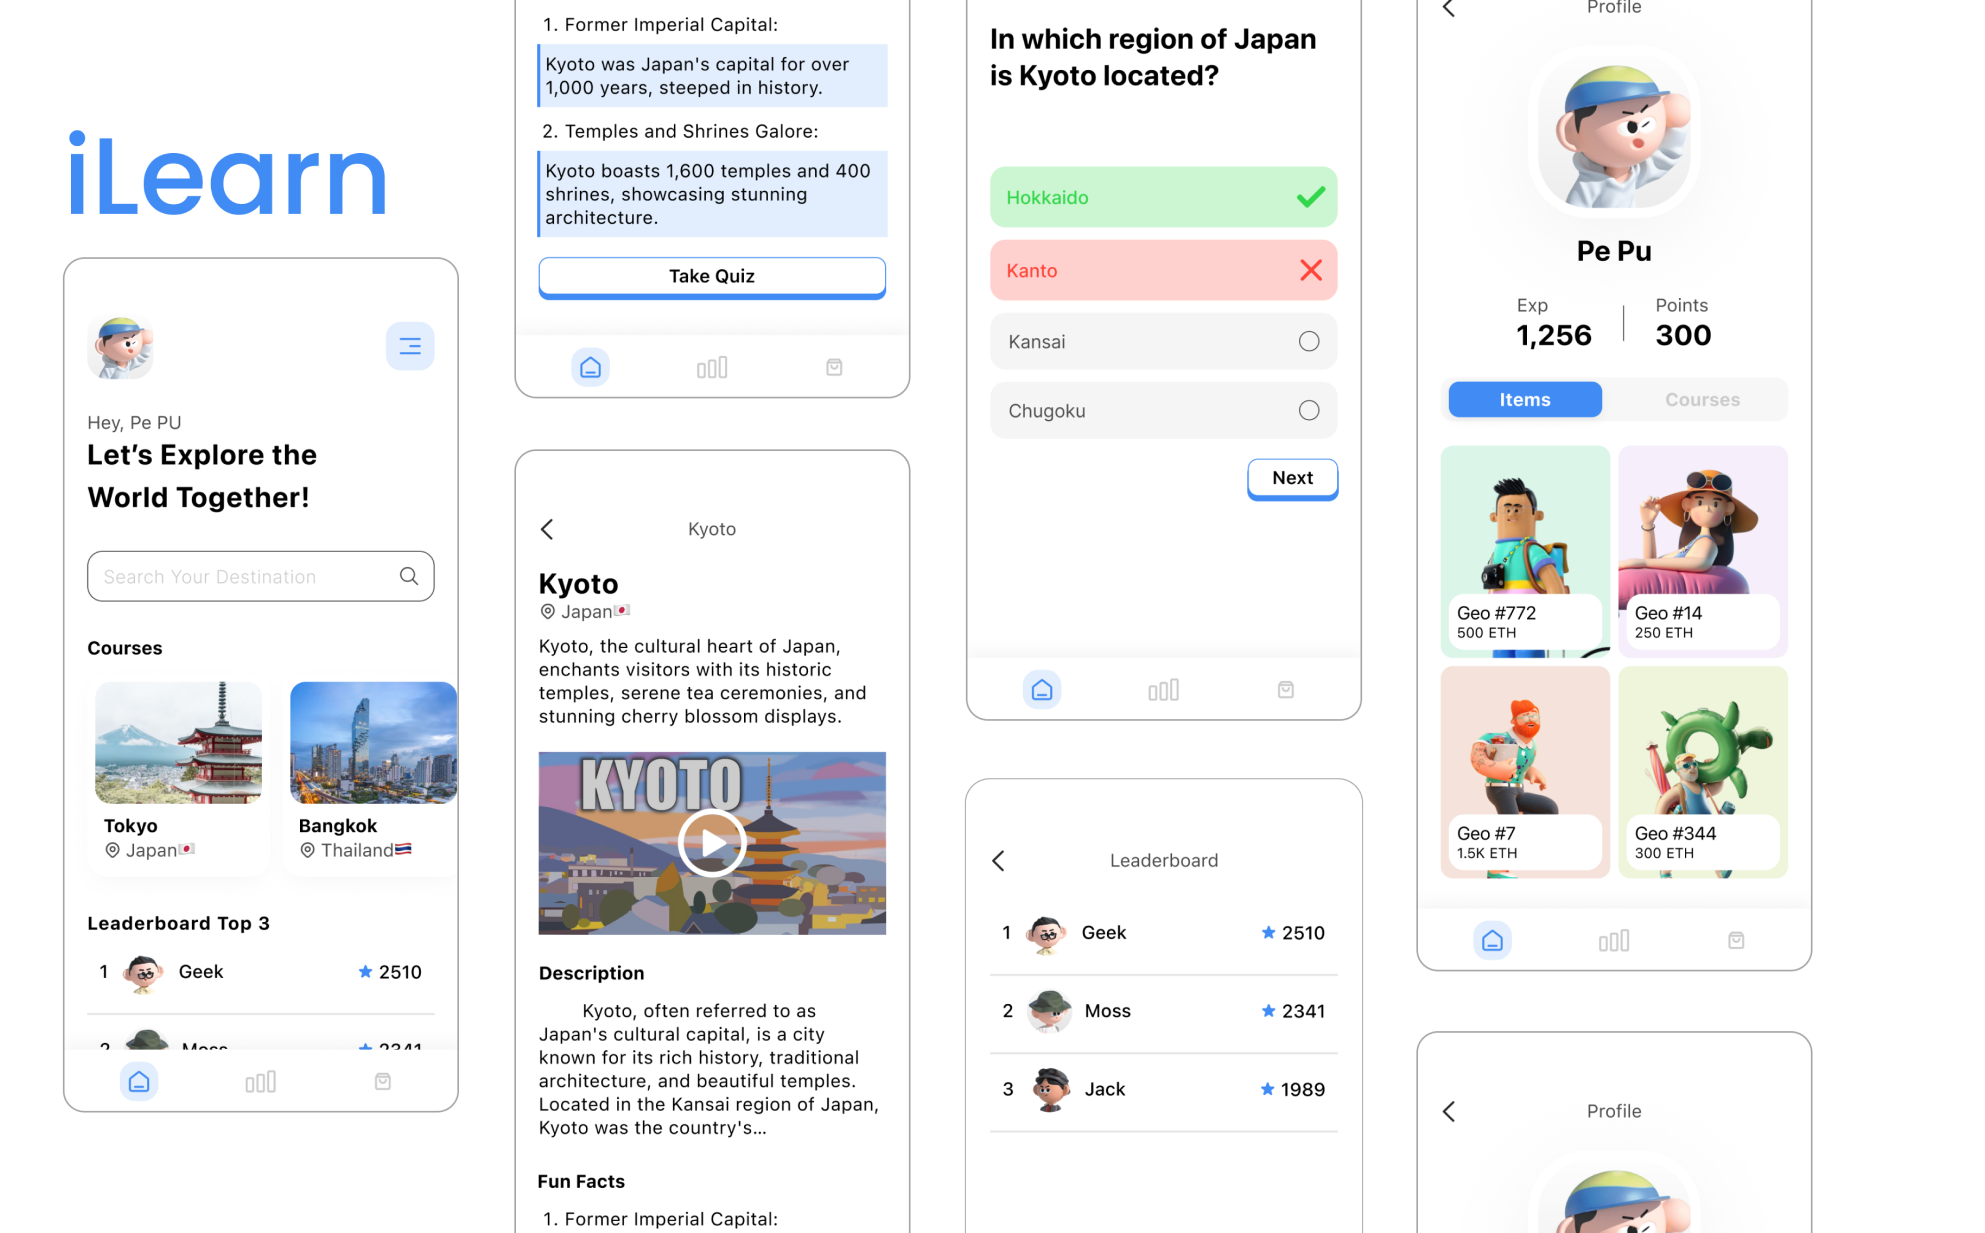 iLearn
Hey, Pe PU
Let's Explore the
World Together!
Search Your Destination
Courses
Tokyo
Japan
Bangkok
Thailand
Leaderboard Top 3
1 Geek 2510
2 Moss 2341
1. Former Imperial Capital:
Kyoto was Japan's capital for over
1,000 years, steeped in history.
2. Temples and Shrines Galore:
Kyoto boasts 1,600 temples and 400
shrines, showcasing stunning
architecture.
Take Quiz
Kyoto
Kyoto
Japan
Kyoto, the cultural heart of Japan,
enchants visitors with its historic
temples, serene tea ceremonies, and
stunning cherry blossom displays.
KYOTO
Description
Kyoto, often referred to as
Japan's cultural capital, is a city
known for its rich history, traditional
architecture, and beautiful temples.
Located in the Kansai region of Japan,
Kyoto was the country's...
Fun Facts
1. Former Imperial Capital:
In which region of Japan
is Kyoto located?
Hokkaido
Kanto
Kansai
Chugoku
Next
Leaderboard
1 Geek 2510
2 Moss 2341
3 Jack 1989
Profile
Pe Pu
Exp
1,256
Points
300
Items
Courses
Geo #772
500 ETH
Geo #14
250 ETH
Geo #7
1.5K ETH
Geo #344
300 ETH
Profile